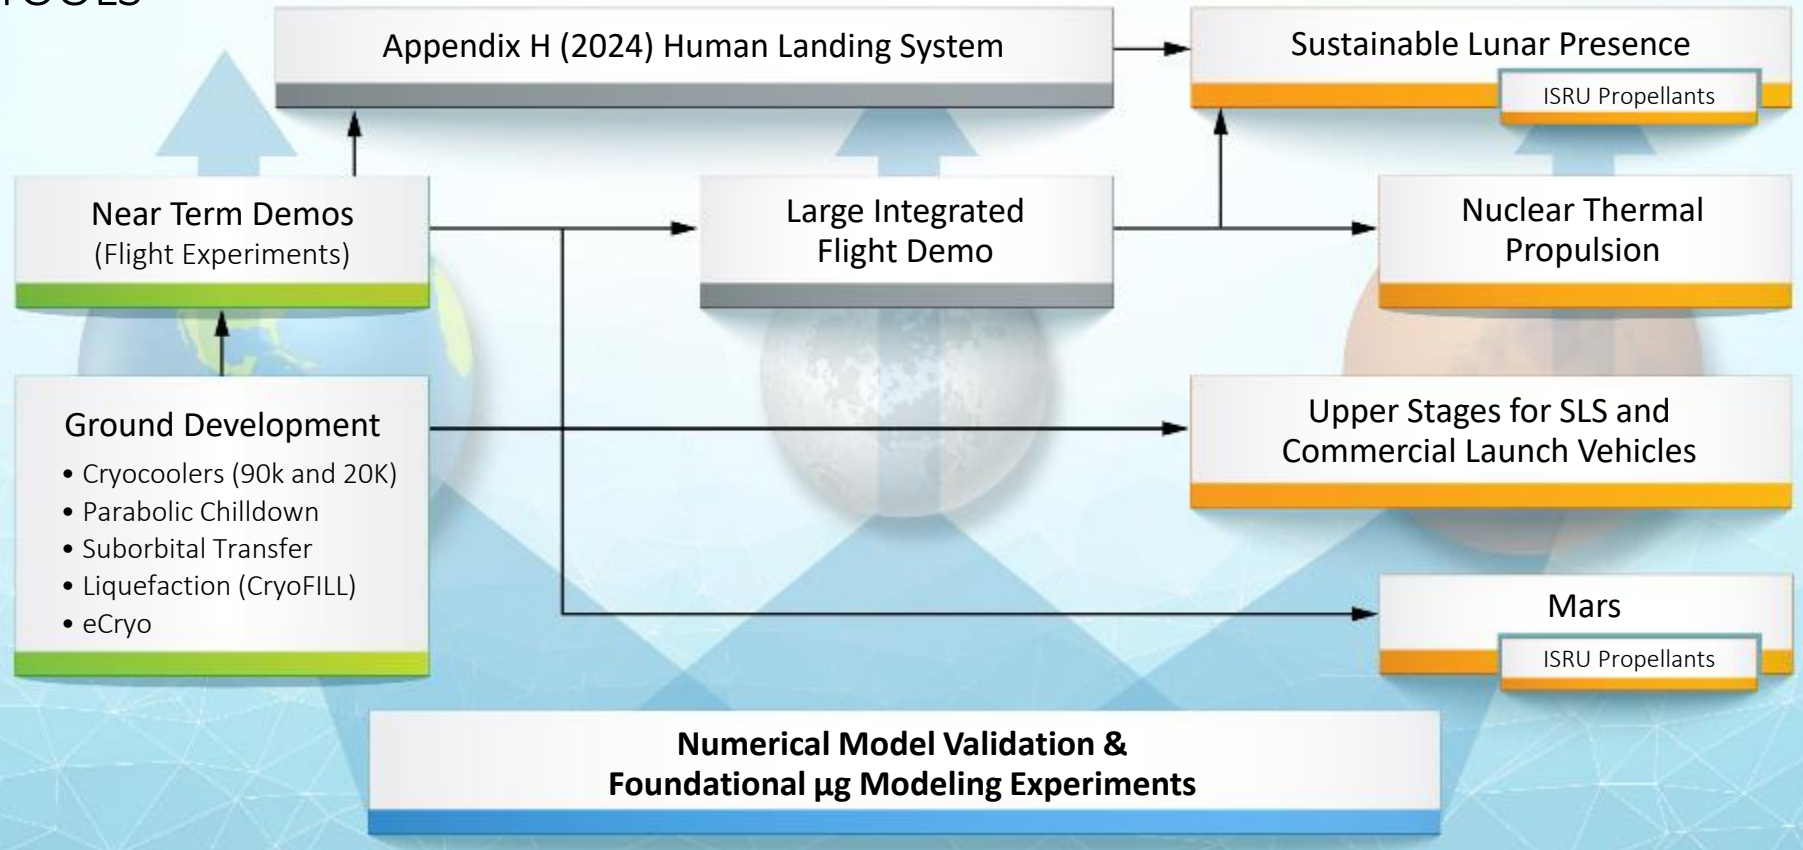 TOOLS
Appendix H (2024) Human Landing System
Sustainable Lunar Presence
ISRU Propellants
Near Term Demos
(Flight Experiments)
Large Integrated
Flight Demo
Nuclear Thermal
Propulsion
Ground Development
• Cryocoolers (90k and 20K)
• Parabolic Chilldown
• Suborbital Transfer
• Liquefaction (CryoFILL)
• eCryo
Upper Stages for SLS and
Commercial Launch Vehicles
Mars
ISRU Propellants
Numerical Model Validation &
Foundational µg Modeling Experiments